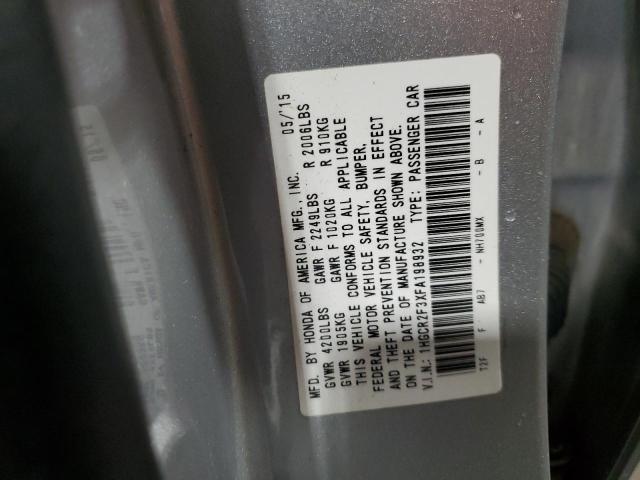 MFD. BY HONDA OF AMERICA MFG., INC. 05/'15
GVWR 4200LBS GAWR F 2249LBS R 2006LBS
GVWR 1905KG GAWR F 1020KG R 910KG
THIS VEHICLE CONFORMS TO ALL APPLICABLE
FEDERAL MOTOR VEHICLE SAFETY, BUMPER,
AND THEFT PREVENTION STANDARDS IN EFFECT
ON THE DATE OF MANUFACTURE SHOWN ABOVE.
V.I.N.: 1HGCR2F3XFA198932 TYPE: PASSENGER CAR
T2F F AB7 - NH700MX - B - A